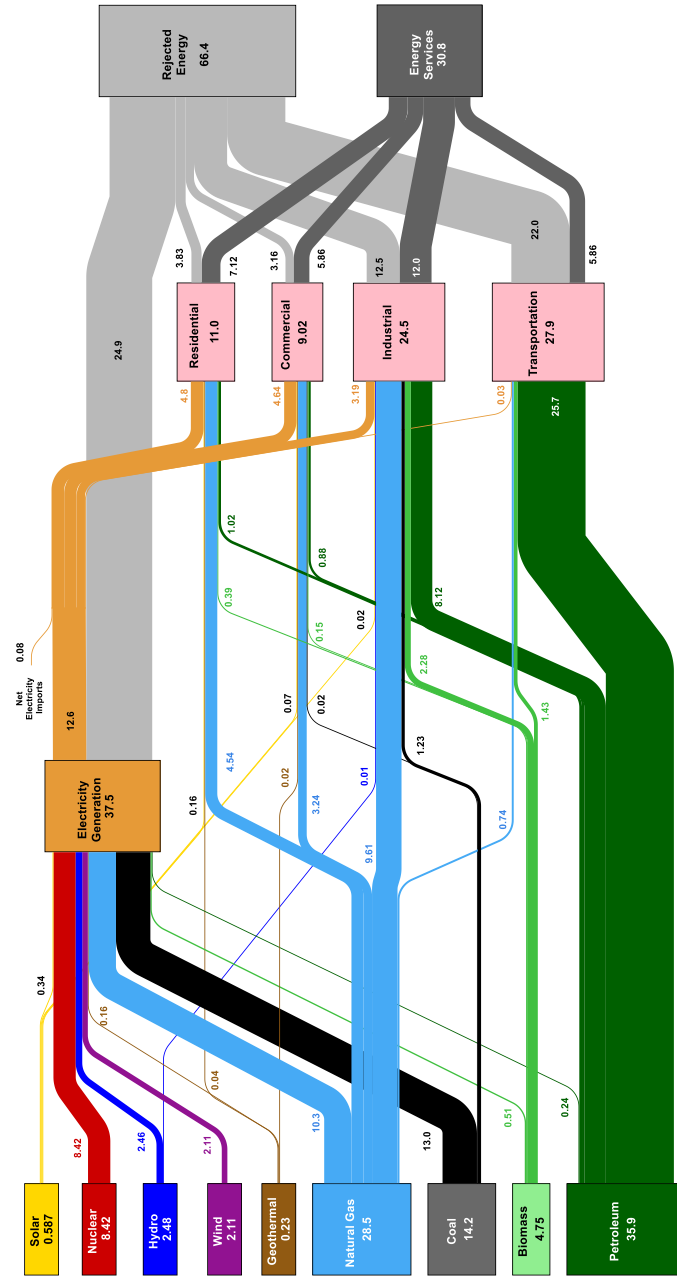 Rejected
Energy
66.4
Energy
Services
30.8
3.83
7.12
3.16
5.86
12.5
12.0
22.0
5.86
24.9
Residential
11.0
Commercial
9.02
Industrial
24.5
Transportation
27.9
4.8
4.64
3.19
0.03
25.7
1.02
0.88
0.39
0.15
0.02
8.12
0.08
Net
Electricity
Imports
12.6
2.28
0.07
0.02
1.43
1.23
4.54
0.02
0.01
Electricity
Generation
37.5
0.16
3.24
0.74
9.61
0.34
0.16
0.04
10.3
0.51
0.24
8.42
2.46
2.11
13.0
Solar
0.587
Nuclear
8.42
Hydro
2.48
Wind
2.11
Geothermal
0.23
Natural Gas
28.5
Coal
14.2
Biomass
4.75
Petroleum
35.9